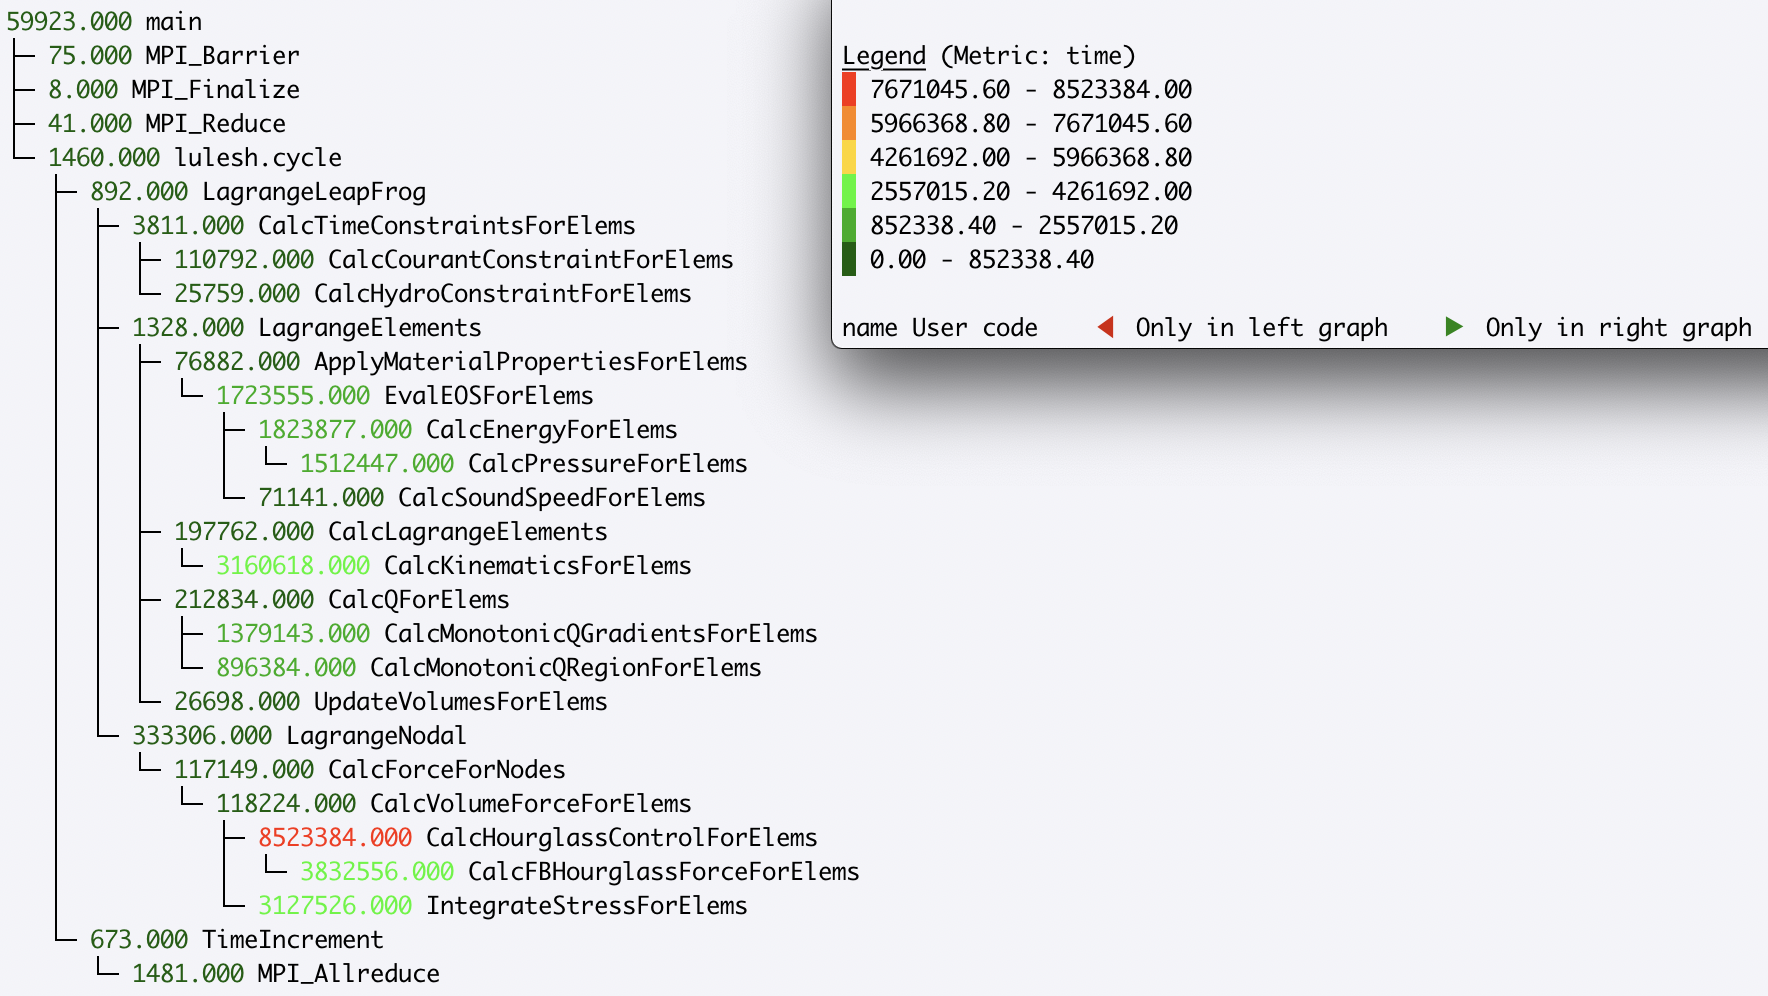 59923.000 main
├─ 75.000 MPI_Barrier
├─ 8.000 MPI_Finalize
├─ 41.000 MPI_Reduce
└─ 1460.000 lulesh.cycle
   ├─ 892.000 LagrangeLeapFrog
   │  ├─ 3811.000 CalcTimeConstraintsForElems
   │  │  ├─ 110792.000 CalcCourantConstraintForElems
   │  │  └─ 25759.000 CalcHydroConstraintForElems
   │  ├─ 1328.000 LagrangeElements
   │  │  ├─ 76882.000 ApplyMaterialPropertiesForElems
   │  │  │  └─ 1723555.000 EvalEOSForElems
   │  │  │     ├─ 1823877.000 CalcEnergyForElems
   │  │  │     │  └─ 1512447.000 CalcPressureForElems
   │  │  │     └─ 71141.000 CalcSoundSpeedForElems
   │  │  ├─ 197762.000 CalcLagrangeElements
   │  │  │  └─ 3160618.000 CalcKinematicsForElems
   │  │  ├─ 212834.000 CalcQForElems
   │  │  │  ├─ 1379143.000 CalcMonotonicQGradientsForElems
   │  │  │  └─ 896384.000 CalcMonotonicQRegionForElems
   │  │  └─ 26698.000 UpdateVolumesForElems
   │  └─ 333306.000 LagrangeNodal
   │     └─ 117149.000 CalcForceForNodes
   │        └─ 118224.000 CalcVolumeForceForElems
   │           ├─ 8523384.000 CalcHourglassControlForElems
   │           │  └─ 3832556.000 CalcFBHourglassForceForElems
   │           └─ 3127526.000 IntegrateStressForElems
   └─ 673.000 TimeIncrement
      └─ 1481.000 MPI_Allreduce
Legend (Metric: time)
7671045.60 - 8523384.00
5966368.80 - 7671045.60
4261692.00 - 5966368.80
2557015.20 - 4261692.00
852338.40 - 2557015.20
0.00 - 852338.40
name User code ◀ Only in left graph ▶ Only in right graph